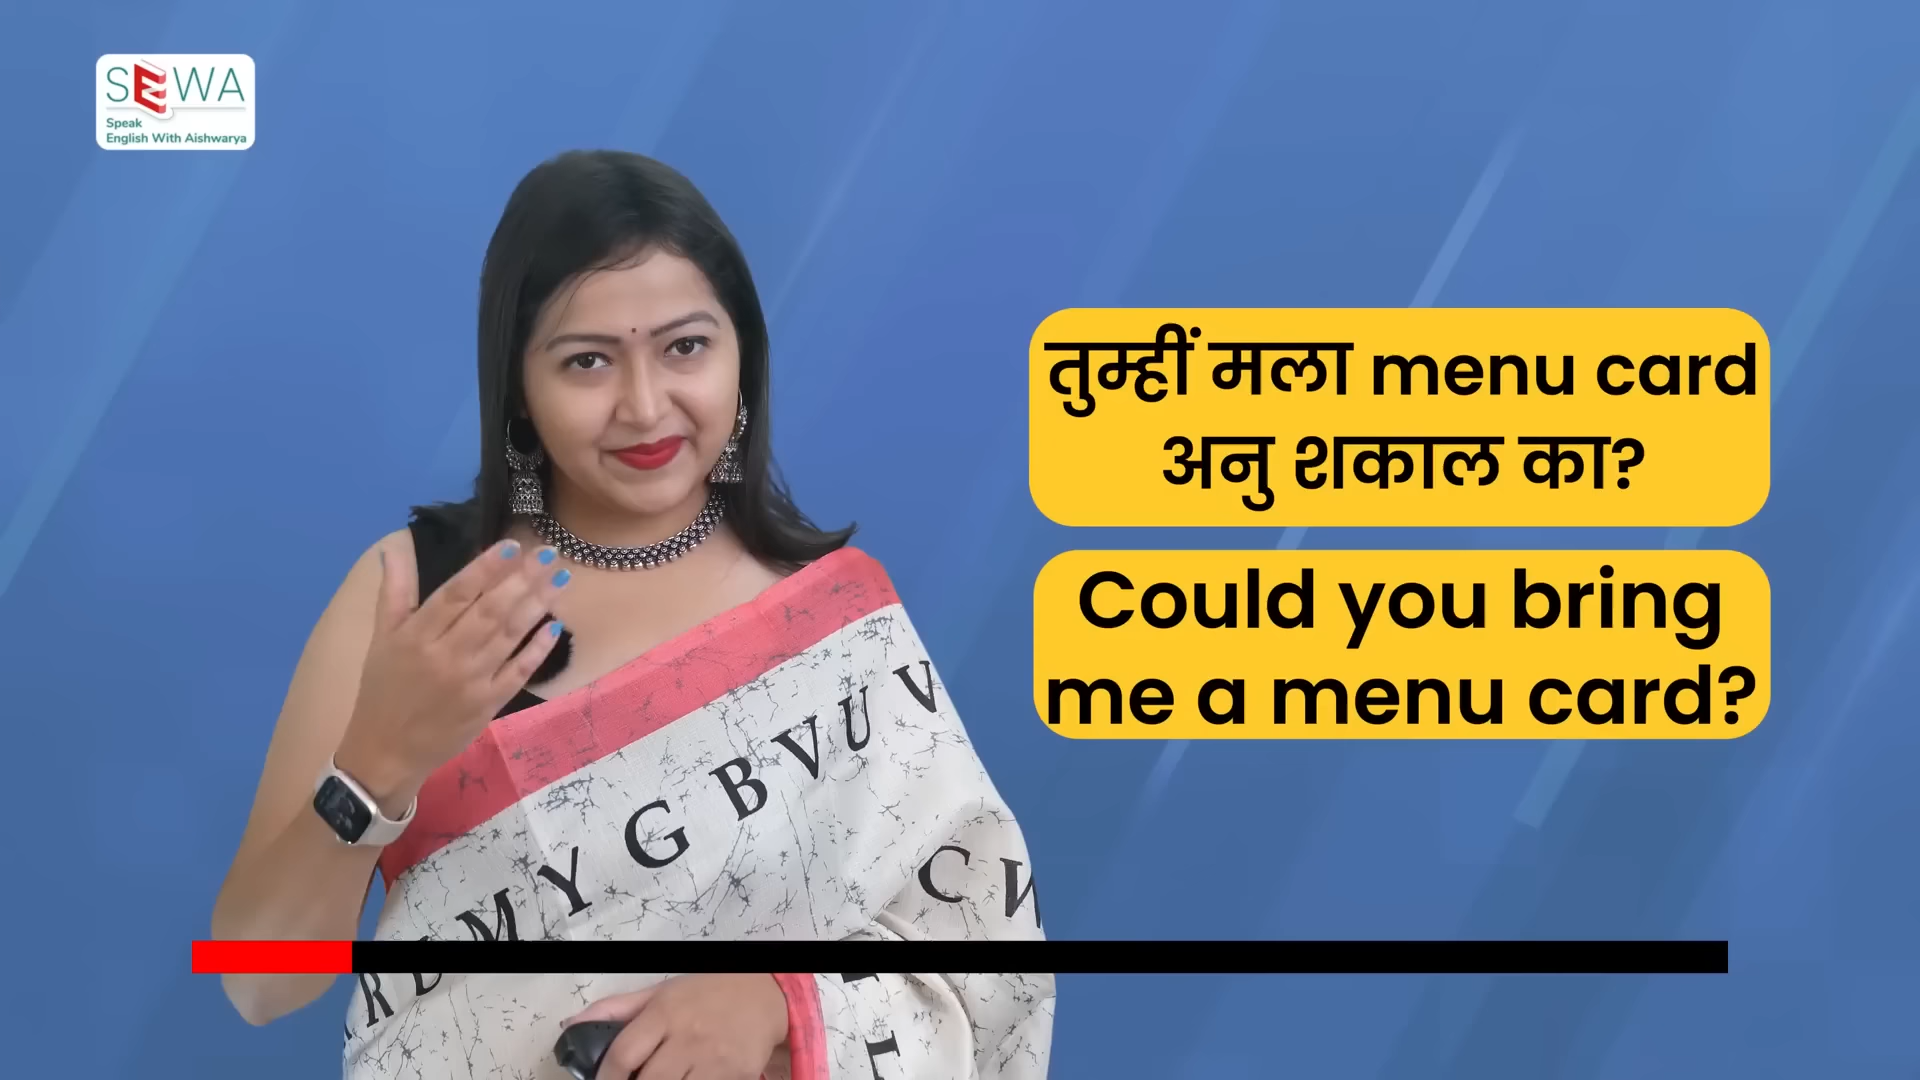 SEWA
Speak
English With Aishwarya
तुम्हीं मला menu card
अनु शकाल का?
Could you bring
me a menu card?
M Y G B V U V
C